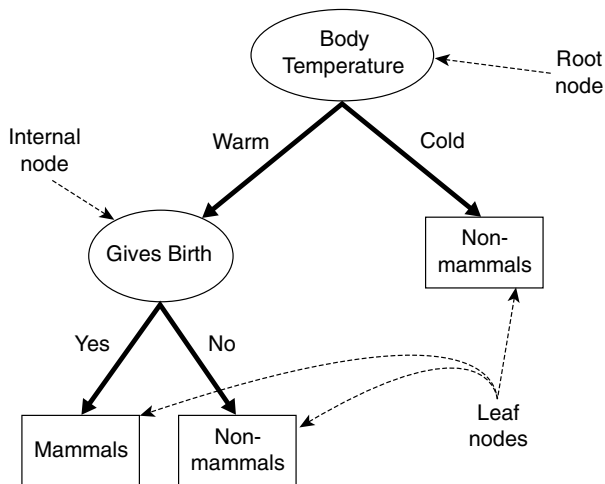 Body
Temperature
Root
node
Internal
node
Warm
Cold
Gives Birth
Non-
mammals
Yes
No
Mammals
Non-
mammals
Leaf
nodes